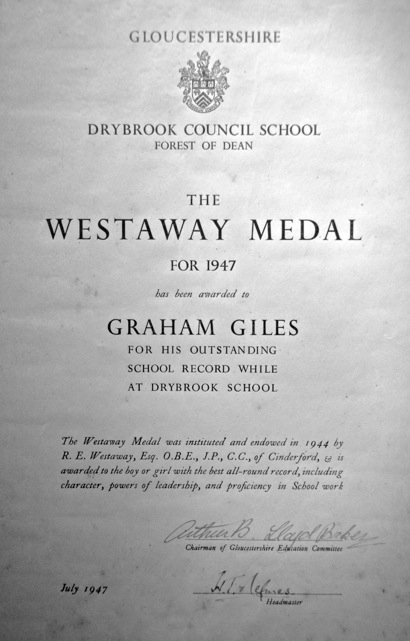 GLOUCESTERSHIRE
DRYBROOK COUNCIL SCHOOL
FOREST OF DEAN
THE
WESTAWAY MEDAL
FOR 1947
has been awarded to
GRAHAM GILES
FOR HIS OUTSTANDING
SCHOOL RECORD WHILE
AT DRYBROOK SCHOOL
The Westaway Medal was instituted and endowed in 1944 by
R. E. Westaway, Esq. O.B.E., J.P., C.C., of Cinderford, & is
awarded to the boy or girl with the best all-round record, including
character, powers of leadership, and proficiency in School work
Arthur B. Lloyd Baker
Chairman of Gloucestershire Education Committee
July 1947
Headmaster